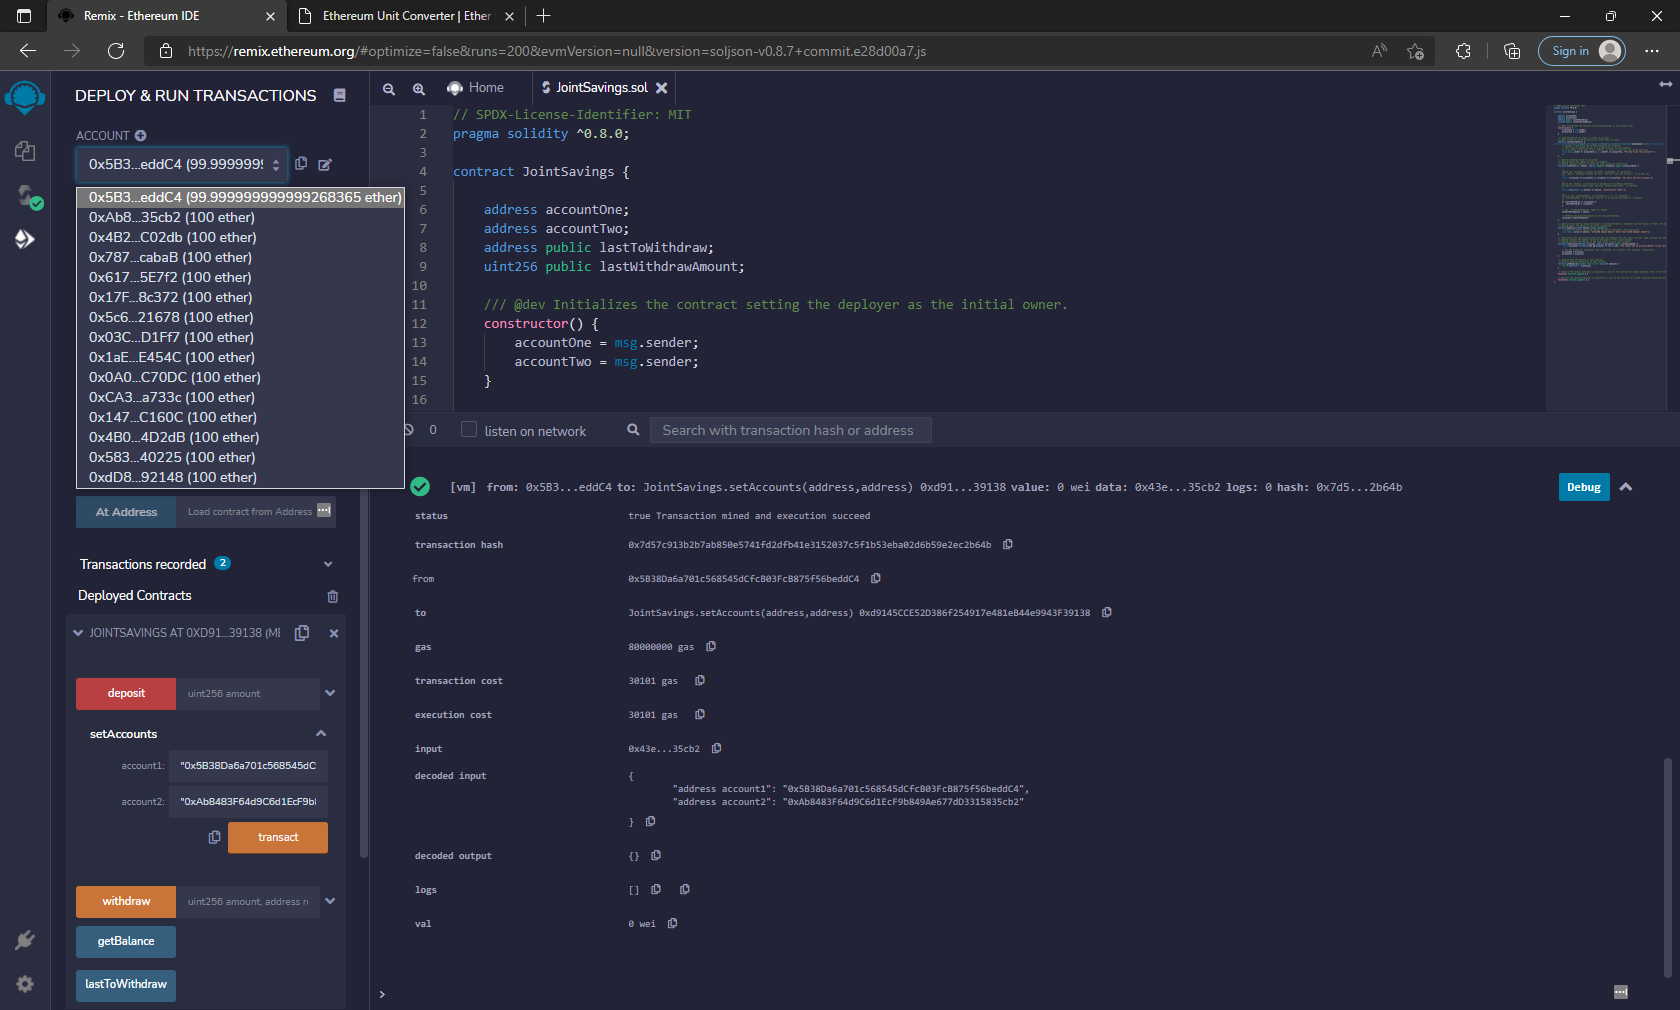 Remix - Ethereum IDE
Ethereum Unit Converter | Ether
https://remix.ethereum.org/#optimize=false&runs=200&evmVersion=null&version=soljson-v0.8.7+commit.e28d00a7.js
Sign in
DEPLOY & RUN TRANSACTIONS
ACCOUNT
0x5B3...eddC4 (99.9999999
0x5B3...eddC4 (99.999999999999268365 ether)
0xAb8...35cb2 (100 ether)
0x4B2...C02db (100 ether)
0x787...cabaB (100 ether)
0x617...5E7f2 (100 ether)
0x17F...8c372 (100 ether)
0x5c6...21678 (100 ether)
0x03C...D1Ff7 (100 ether)
0x1aE...E454C (100 ether)
0x0A0...C70DC (100 ether)
0xCA3...a733c (100 ether)
0x147...C160C (100 ether)
0x4B0...4D2dB (100 ether)
0x583...40225 (100 ether)
0xdD8...92148 (100 ether)
At Address
Load contract from Address
Transactions recorded 2
Deployed Contracts
JOINTSAVINGS AT 0XD91...39138 (ME
deposit
uint256 amount
setAccounts
account1: "0x5B38Da6a701c568545dC
account2: "0xAb8483F64d9C6d1EcF9b
transact
withdraw
uint256 amount, address r
getBalance
lastToWithdraw
Home
JointSavings.sol
1 // SPDX-License-Identifier: MIT
2 pragma solidity ^0.8.0;
3
4 contract JointSavings {
5
6 address accountOne;
7 address accountTwo;
8 address public lastToWithdraw;
9 uint256 public lastWithdrawAmount;
10
11 /// @dev Initializes the contract setting the deployer as the initial owner.
12 constructor() {
13 accountOne = msg.sender;
14 accountTwo = msg.sender;
15 }
16
0
listen on network
Search with transaction hash or address
[vm] from: 0x5B3...eddC4 to: JointSavings.setAccounts(address,address) 0xd91...39138 value: 0 wei data: 0x43e...35cb2 logs: 0 hash: 0x7d5...2b64b
Debug
status true Transaction mined and execution succeed
transaction hash 0x7d57c913b2b7ab850e5741fd2dfb41e3152037c5f1b53eba02d6b59e2ec2b64b
from 0x5B38Da6a701c568545dCfcB03FcB875f56beddC4
to JointSavings.setAccounts(address,address) 0xd9145CCE52D386f254917e481eB44e9943F39138
gas 80000000 gas
transaction cost 30101 gas
execution cost 30101 gas
input 0x43e...35cb2
decoded input {
"address account1": "0x5B38Da6a701c568545dCfcB03FcB875f56beddC4",
"address account2": "0xAb8483F64d9C6d1EcF9b849Ae677dD3315835cb2"
}
decoded output {}
logs []
val 0 wei
>